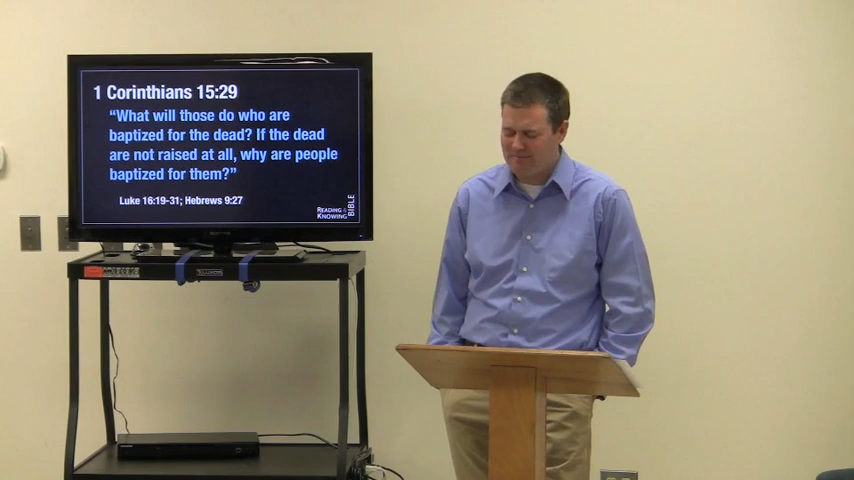 1 Corinthians 15:29
“What will those do who are
baptized for the dead? If the dead
are not raised at all, why are people
baptized for them?”
Luke 16:19-31; Hebrews 9:27
READING &
KNOWING
BIBLE